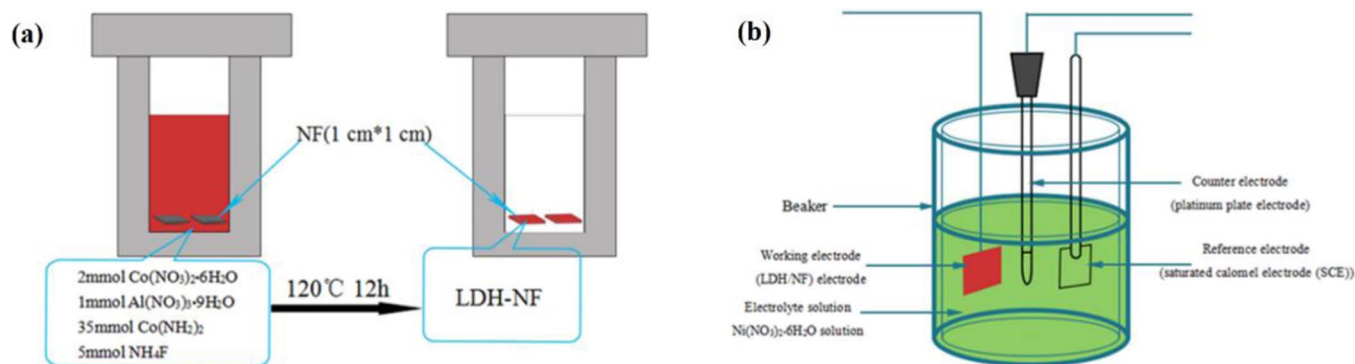 (a)
NF(1 cm*1 cm)
2mmol Co(NO₃)₂·6H₂O
1mmol Al(NO₃)₃·9H₂O
35mmol Co(NH₂)₂
5mmol NH₄F
120℃ 12h
LDH-NF
(b)
Beaker
Counter electrode
(platinum plate electrode)
Working electrode
(LDH/NF) electrode
Reference electrode
(saturated calomel electrode (SCE))
Electrolyte solution
Ni(NO₃)₂·6H₂O solution